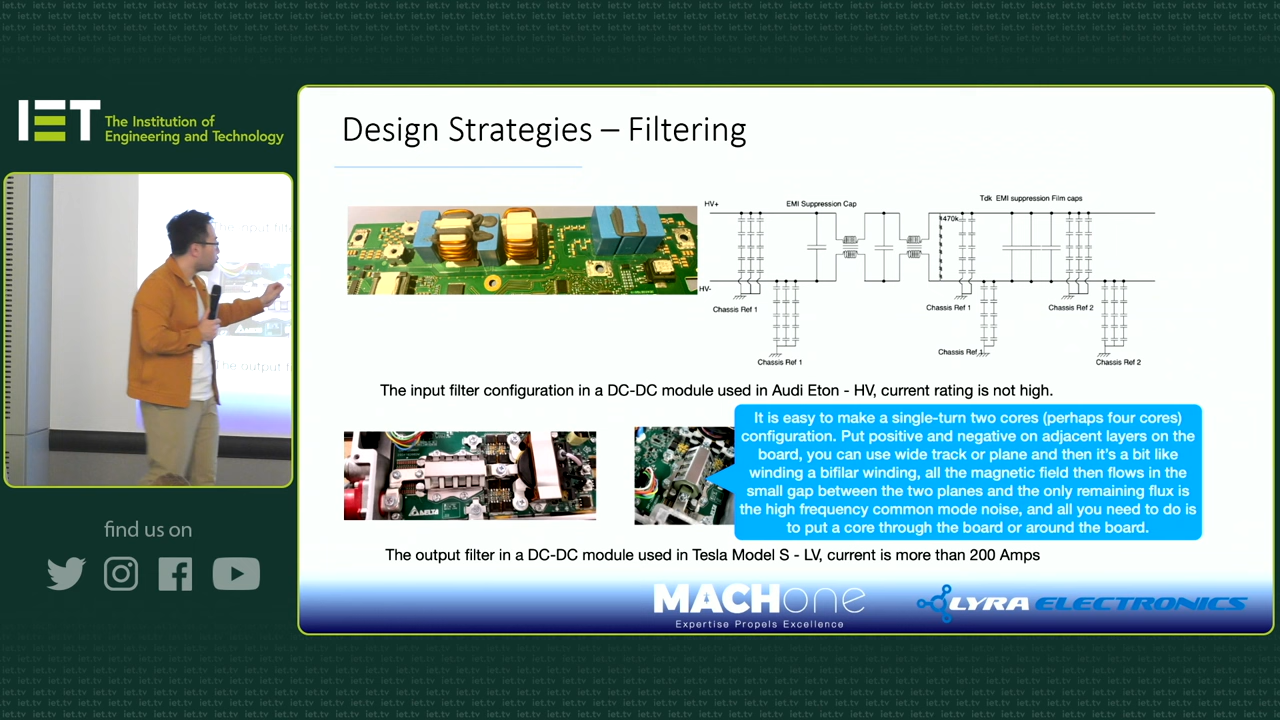 IET
The Institution of
Engineering and Technology
Design Strategies – Filtering
HV+
EMI Suppression Cap
Tdk EMI suppression Film caps
470k
HV-
Chassis Ref 1
Chassis Ref 1
Chassis Ref 2
Chassis Ref 1
Chassis Ref 1
Chassis Ref 2
The input filter configuration in a DC-DC module used in Audi Eton - HV, current rating is not high.
It is easy to make a single-turn two cores (perhaps four cores)
configuration. Put positive and negative on adjacent layers on the
board, you can use wide track or plane and then it's a bit like
winding a bifilar winding, all the magnetic field then flows in the
small gap between the two planes and the only remaining flux is
the high frequency common mode noise, and all you need to do is
to put a core through the board or around the board.
DELTA
The output filter in a DC-DC module used in Tesla Model S - LV, current is more than 200 Amps
find us on
MACHone
Expertise Propels Excellence
LYRA ELECTRONICS